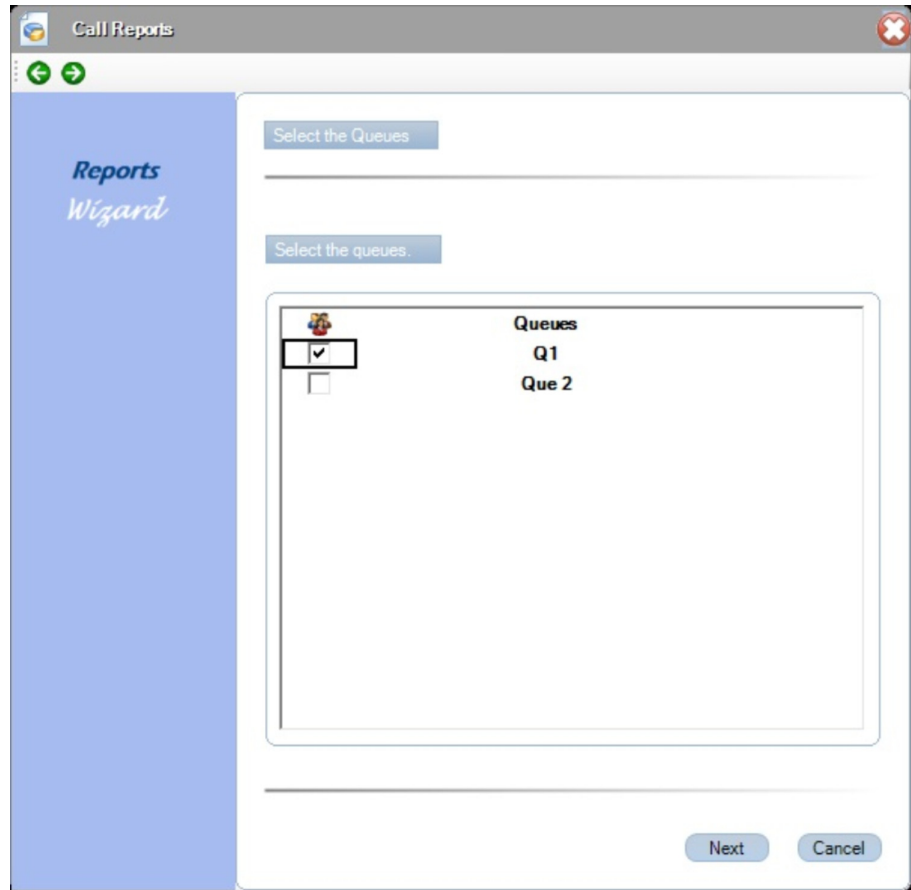 Call Reports
Reports
Wizard
Select the Queues
Select the queues.
Queues
Q1
Que 2
Next
Cancel